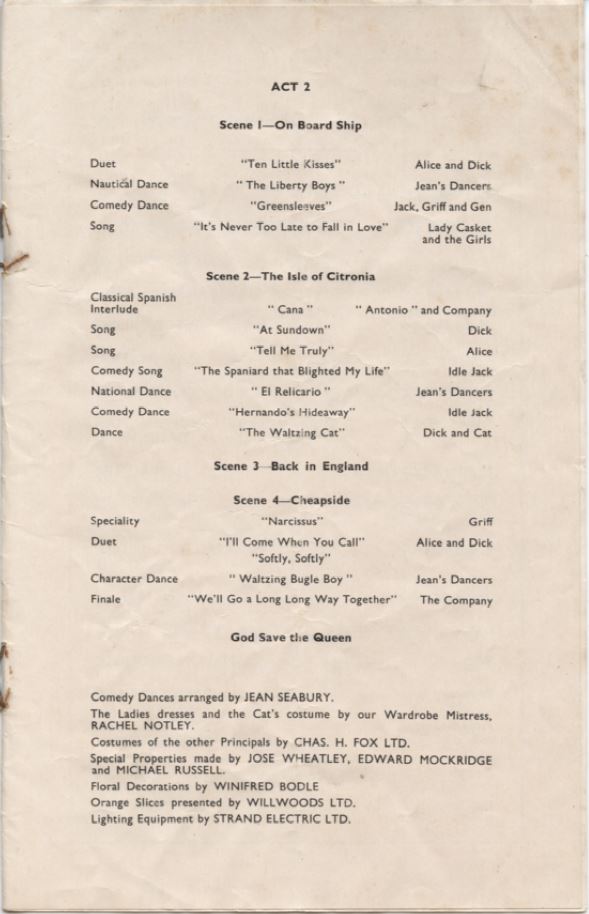 ACT 2
Scene 1—On Board Ship
Duet "Ten Little Kisses" Alice and Dick
Nautical Dance " The Liberty Boys " Jean's Dancers
Comedy Dance "Greensleeves" Jack, Griff and Gen
Song "It's Never Too Late to Fall in Love" Lady Casket
and the Girls
Scene 2—The Isle of Citronia
Classical Spanish
Interlude " Cana " " Antonio " and Company
Song "At Sundown" Dick
Song "Tell Me Truly" Alice
Comedy Song "The Spaniard that Blighted My Life" Idle Jack
National Dance " El Relicario " Jean's Dancers
Comedy Dance "Hernando's Hideaway" Idle Jack
Dance "The Waltzing Cat" Dick and Cat
Scene 3—Back in England
Scene 4—Cheapside
Speciality "Narcissus" Griff
Duet "I'll Come When You Call" Alice and Dick
"Softly, Softly"
Character Dance " Waltzing Bugle Boy " Jean's Dancers
Finale "We'll Go a Long Long Way Together" The Company
God Save the Queen
Comedy Dances arranged by JEAN SEABURY.
The Ladies dresses and the Cat's costume by our Wardrobe Mistress,
RACHEL NOTLEY.
Costumes of the other Principals by CHAS. H. FOX LTD.
Special Properties made by JOSE WHEATLEY, EDWARD MOCKRIDGE
and MICHAEL RUSSELL.
Floral Decorations by WINIFRED BODLE
Orange Slices presented by WILLWOODS LTD.
Lighting Equipment by STRAND ELECTRIC LTD.